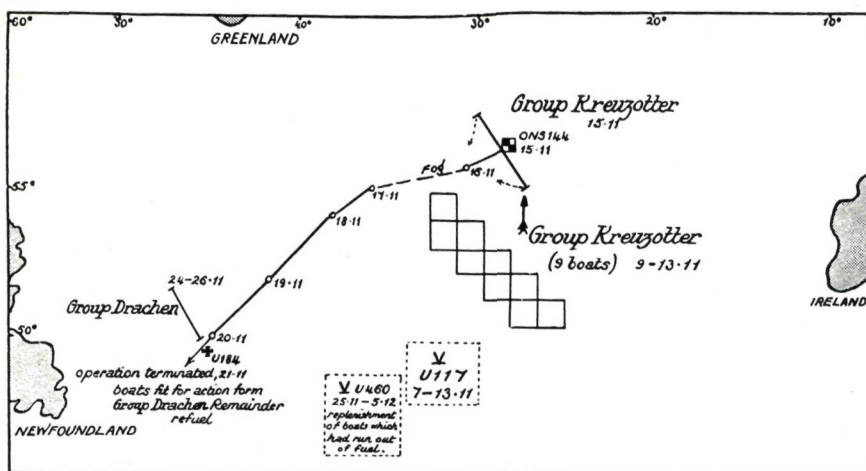 60° 50° 40° 30° 20° 10°
GREENLAND
Group Kreuzotter
15·11
ONS144
15·11
Fog
16·11
55°
17·11
18·11
Group Kreuzotter
(9 boats) 9-13·11
19·11
24-26·11
Group Drachen
IRELAND
50°
20·11
U184
operation terminated, 21·11
boats fit for action form
Group Drachen Remainder
refuel
U117
7-13·11
U460
25·11-5·12
replenishment
of boats which
had run out
of fuel.
NEWFOUNDLAND